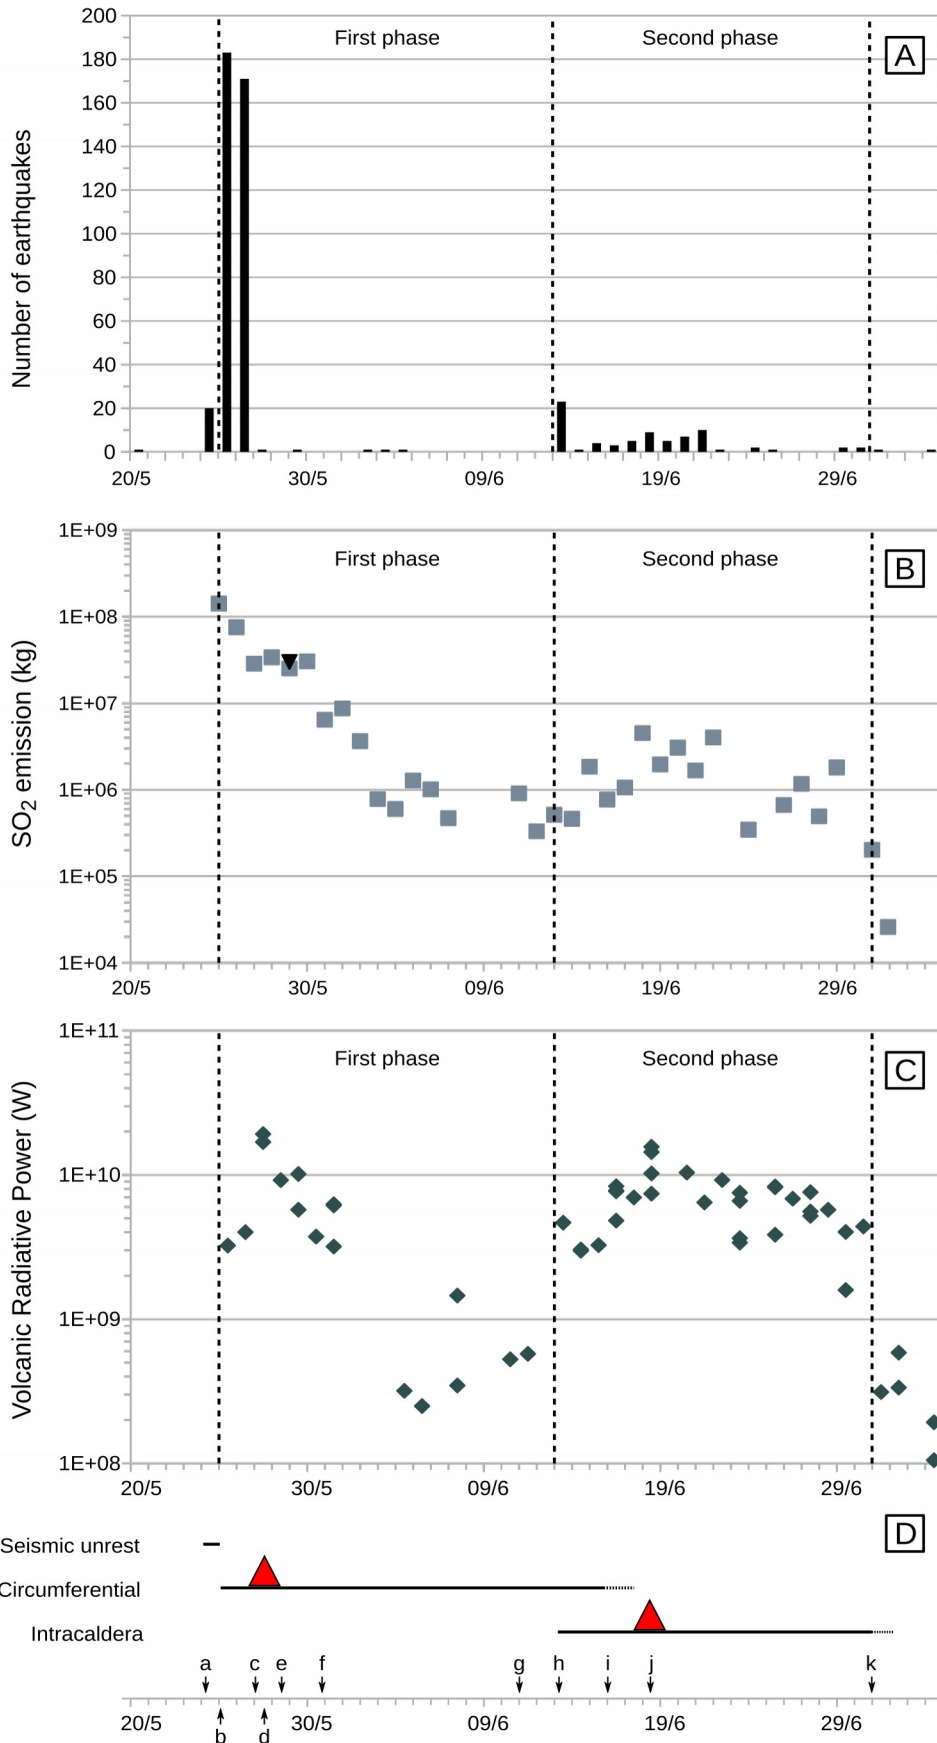 200
First phase
Second phase
A
180
160
140
120
100
80
60
40
20
0
Number of earthquakes
20/5
30/5
09/6
19/6
29/6
1E+09
First phase
Second phase
B
1E+08
1E+07
1E+06
1E+05
1E+04
SO2 emission (kg)
20/5
30/5
09/6
19/6
29/6
1E+11
First phase
Second phase
C
1E+10
1E+09
1E+08
Volcanic Radiative Power (W)
20/5
30/5
09/6
19/6
29/6
D
Seismic unrest
Circumferential
Intracaldera
a c e f g h i j k
20/5
30/5
09/6
19/6
29/6
b d